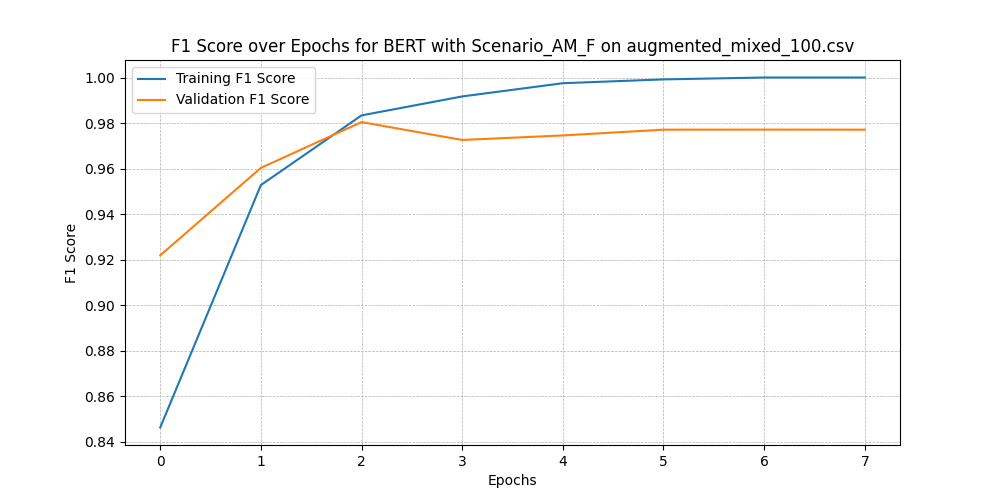 F1 Score over Epochs for BERT with Scenario_AM_F on augmented_mixed_100.csv
Training F1 Score
Validation F1 Score
F1 Score
1.00
0.98
0.96
0.94
0.92
0.90
0.88
0.86
0.84
0 1 2 3 4 5 6 7
Epochs